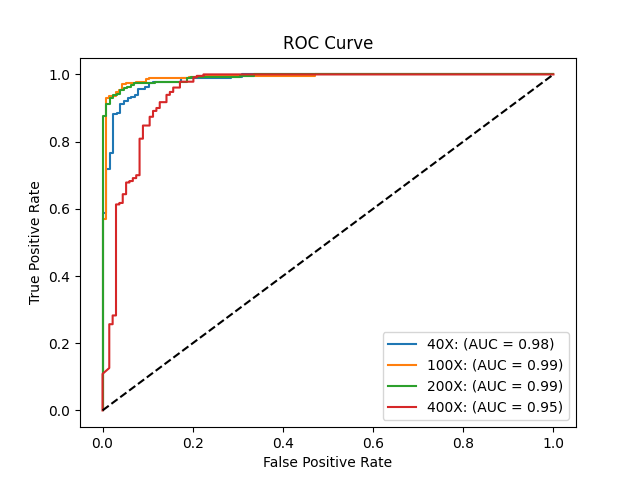 ROC Curve
1.0
0.8
0.6
0.4
0.2
0.0
True Positive Rate
40X: (AUC = 0.98)
100X: (AUC = 0.99)
200X: (AUC = 0.99)
400X: (AUC = 0.95)
0.0 0.2 0.4 0.6 0.8 1.0
False Positive Rate